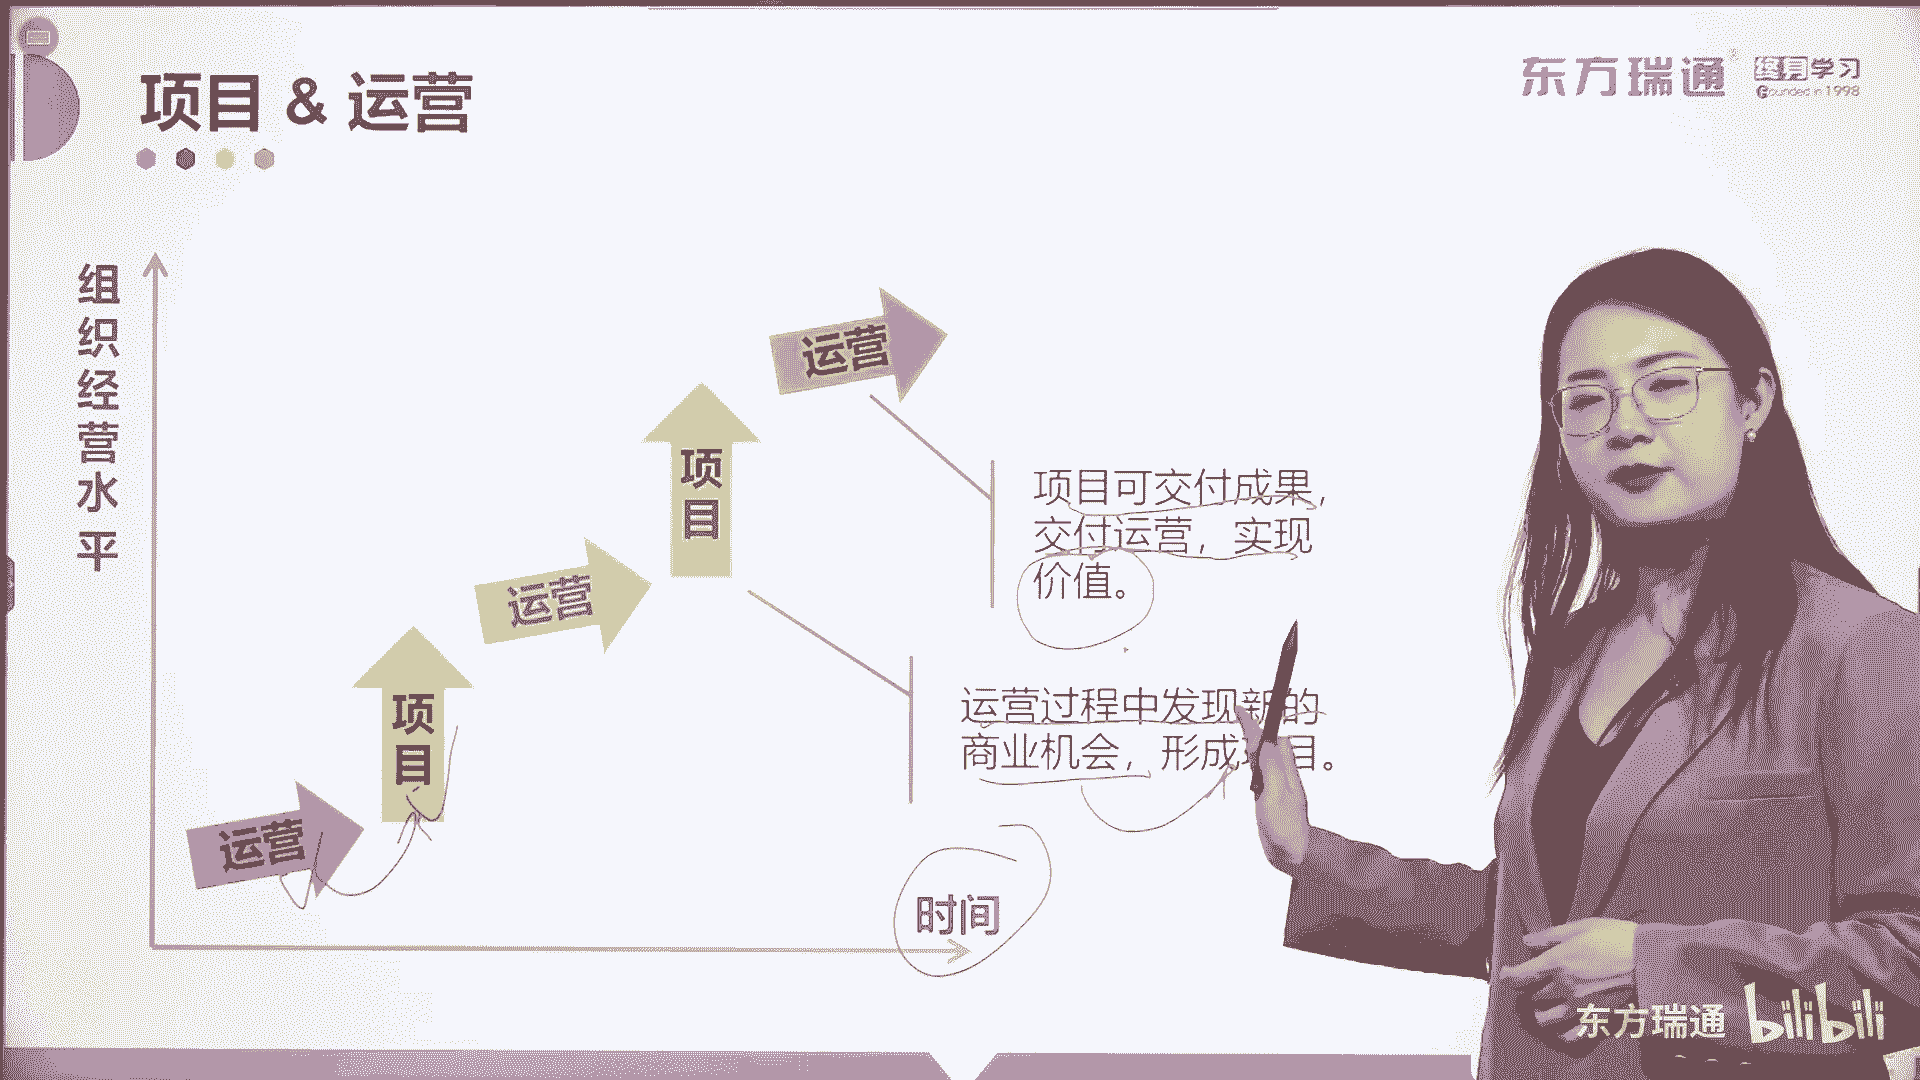 项目 & 运营
东方瑞通®
终身学习
Founded in 1998
组织经营水平
运营
项目
运营
项目
运营
项目可交付成果,
交付运营, 实现
价值。
运营过程中发现新的
商业机会, 形成项目。
时间
东方瑞通 bilibili